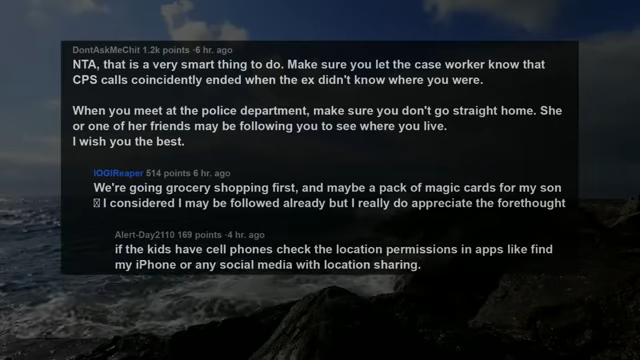 DontAskMeChit 1.2k points ·6 hr. ago
NTA, that is a very smart thing to do. Make sure you let the case worker know that
CPS calls coincidently ended when the ex didn't know where you were.
When you meet at the police department, make sure you don't go straight home. She
or one of her friends may be following you to see where you live.
I wish you the best.
IOGIReaper 514 points 6 hr. ago
We're going grocery shopping first, and maybe a pack of magic cards for my son
I considered I may be followed already but I really do appreciate the forethought
Alert-Day2110 169 points ·4 hr. ago
if the kids have cell phones check the location permissions in apps like find
my iPhone or any social media with location sharing.